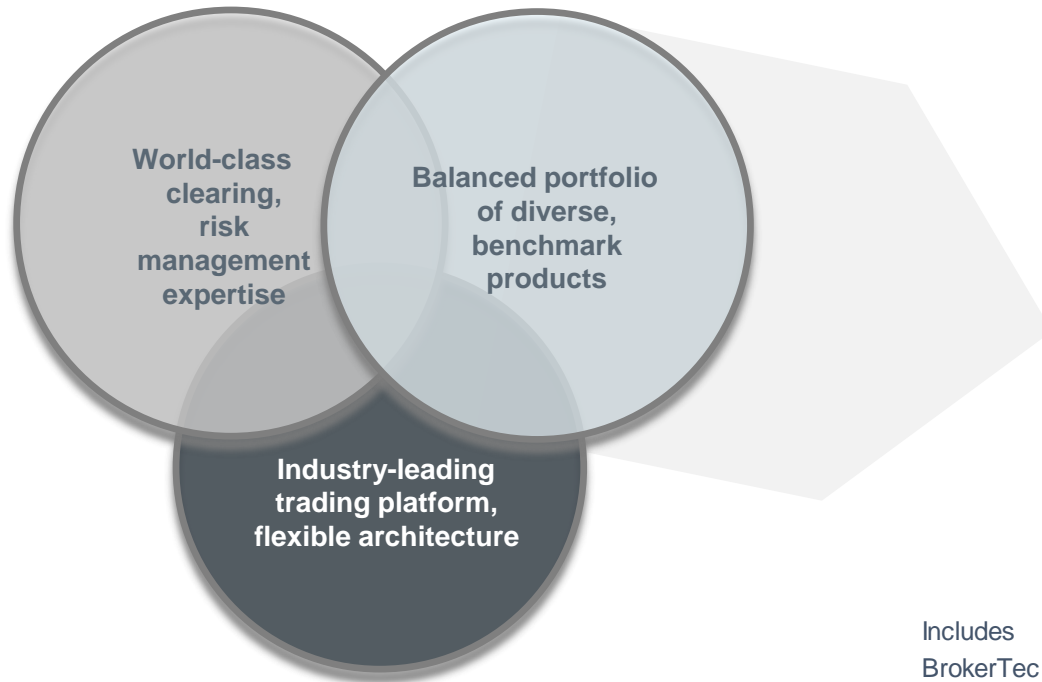 World-class
clearing,
risk
management
expertise
Balanced portfolio
of diverse,
benchmark
products
Industry-leading
trading platform,
flexible architecture
Includes
BrokerTec